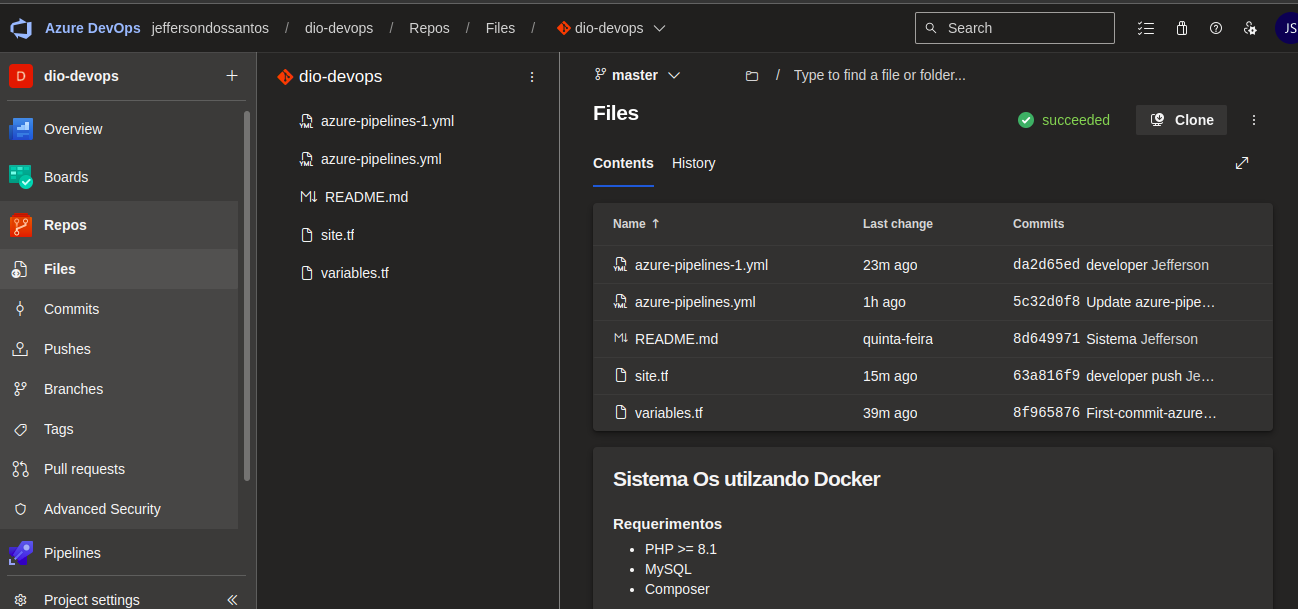 Azure DevOps jeffersondossantos / dio-devops / Repos / Files / dio-devops
Search
JS
D dio-devops +
Overview
Boards
Repos
Files
Commits
Pushes
Branches
Tags
Pull requests
Advanced Security
Pipelines
Project settings
dio-devops
YML azure-pipelines-1.yml
YML azure-pipelines.yml
M↓ README.md
site.tf
variables.tf
master / Type to find a file or folder...
Files
succeeded Clone
Contents History
Name ↑ Last change Commits
YML azure-pipelines-1.yml 23m ago da2d65ed developer Jefferson
YML azure-pipelines.yml 1h ago 5c32d0f8 Update azure-pipe…
M↓ README.md quinta-feira 8d649971 Sistema Jefferson
site.tf 15m ago 63a816f9 developer push Je…
variables.tf 39m ago 8f965876 First-commit-azure…
Sistema Os utilzando Docker
Requerimentos
• PHP >= 8.1
• MySQL
• Composer